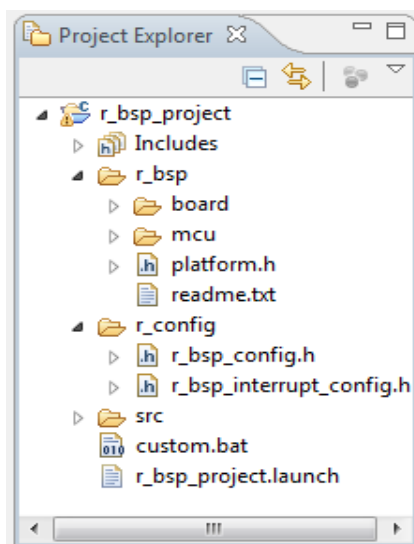 Project Explorer
r_bsp_project
Includes
r_bsp
board
mcu
platform.h
readme.txt
r_config
r_bsp_config.h
r_bsp_interrupt_config.h
src
custom.bat
r_bsp_project.launch